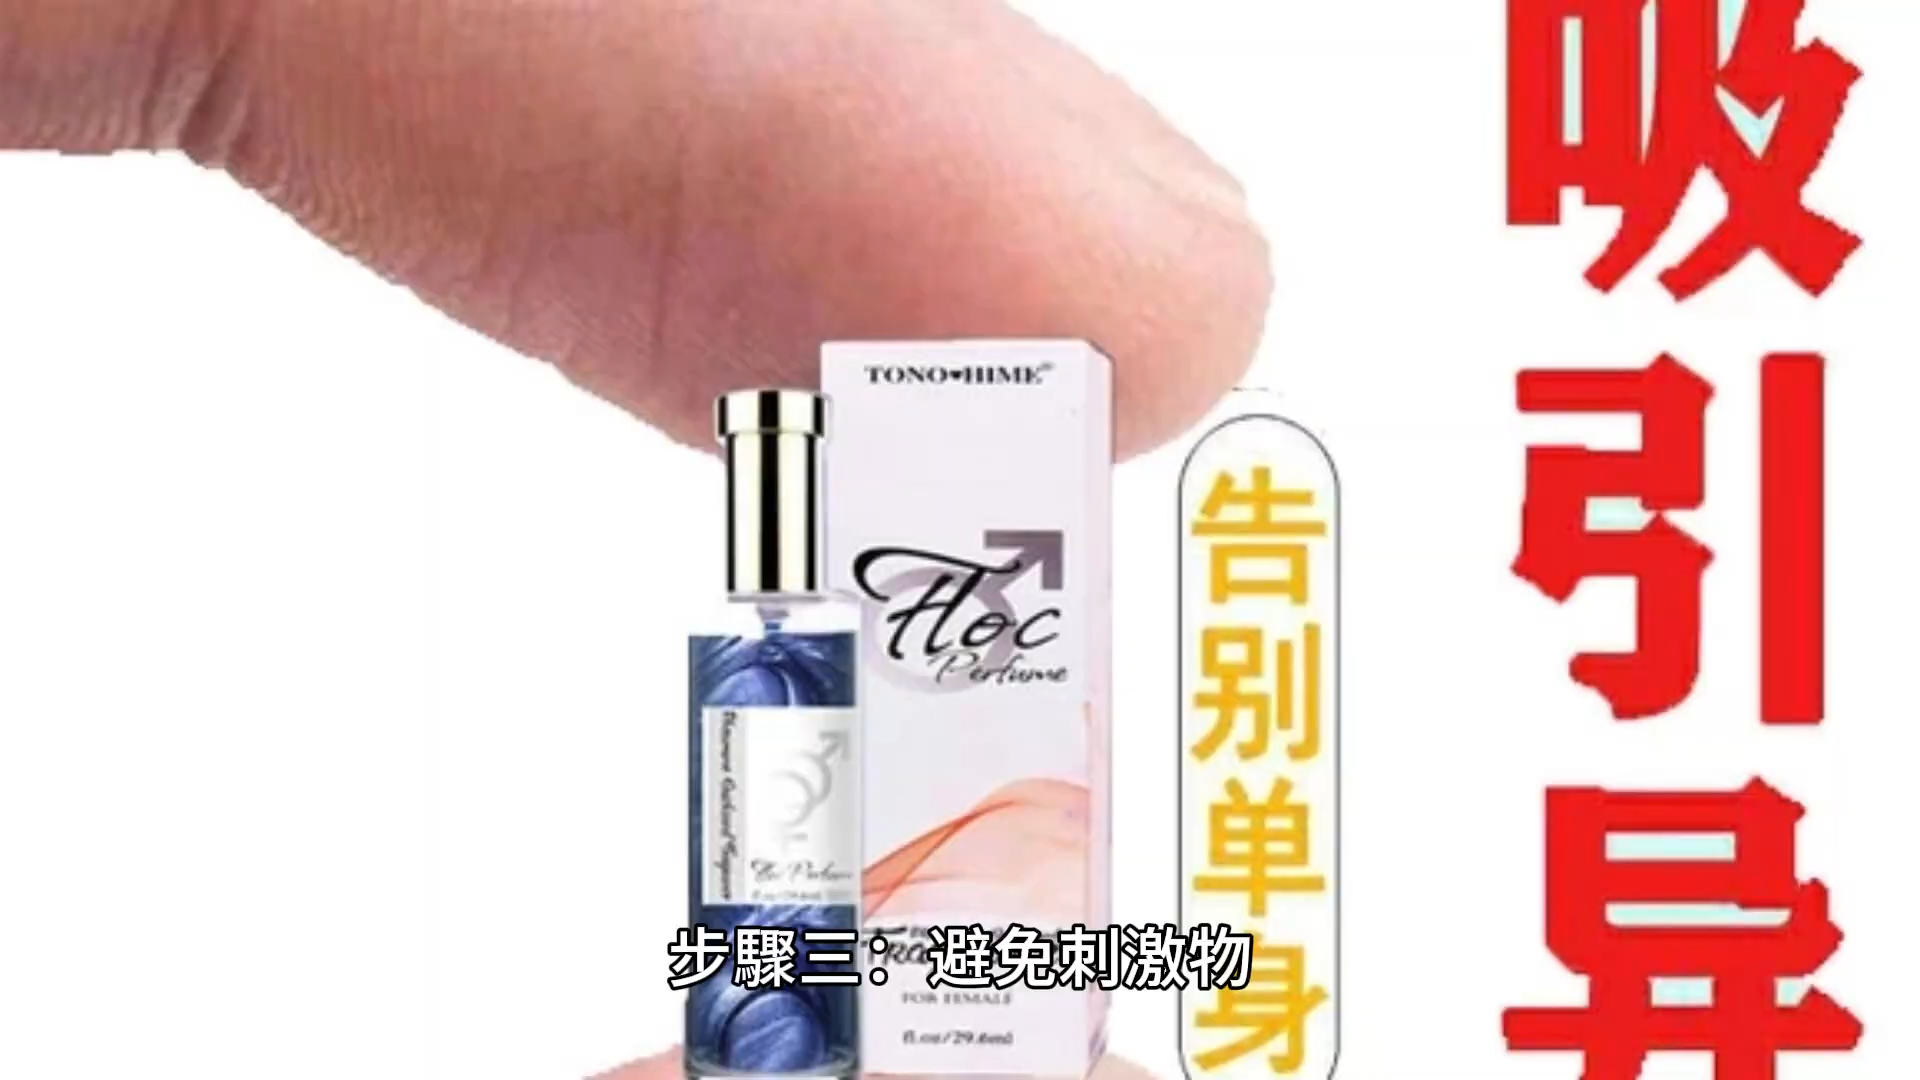 TONO♥HIME
Hoc
Perfume
FOR FEMALE
fl.oz/29.6ml
告别单身
吸引异
步驟三：避免刺激物